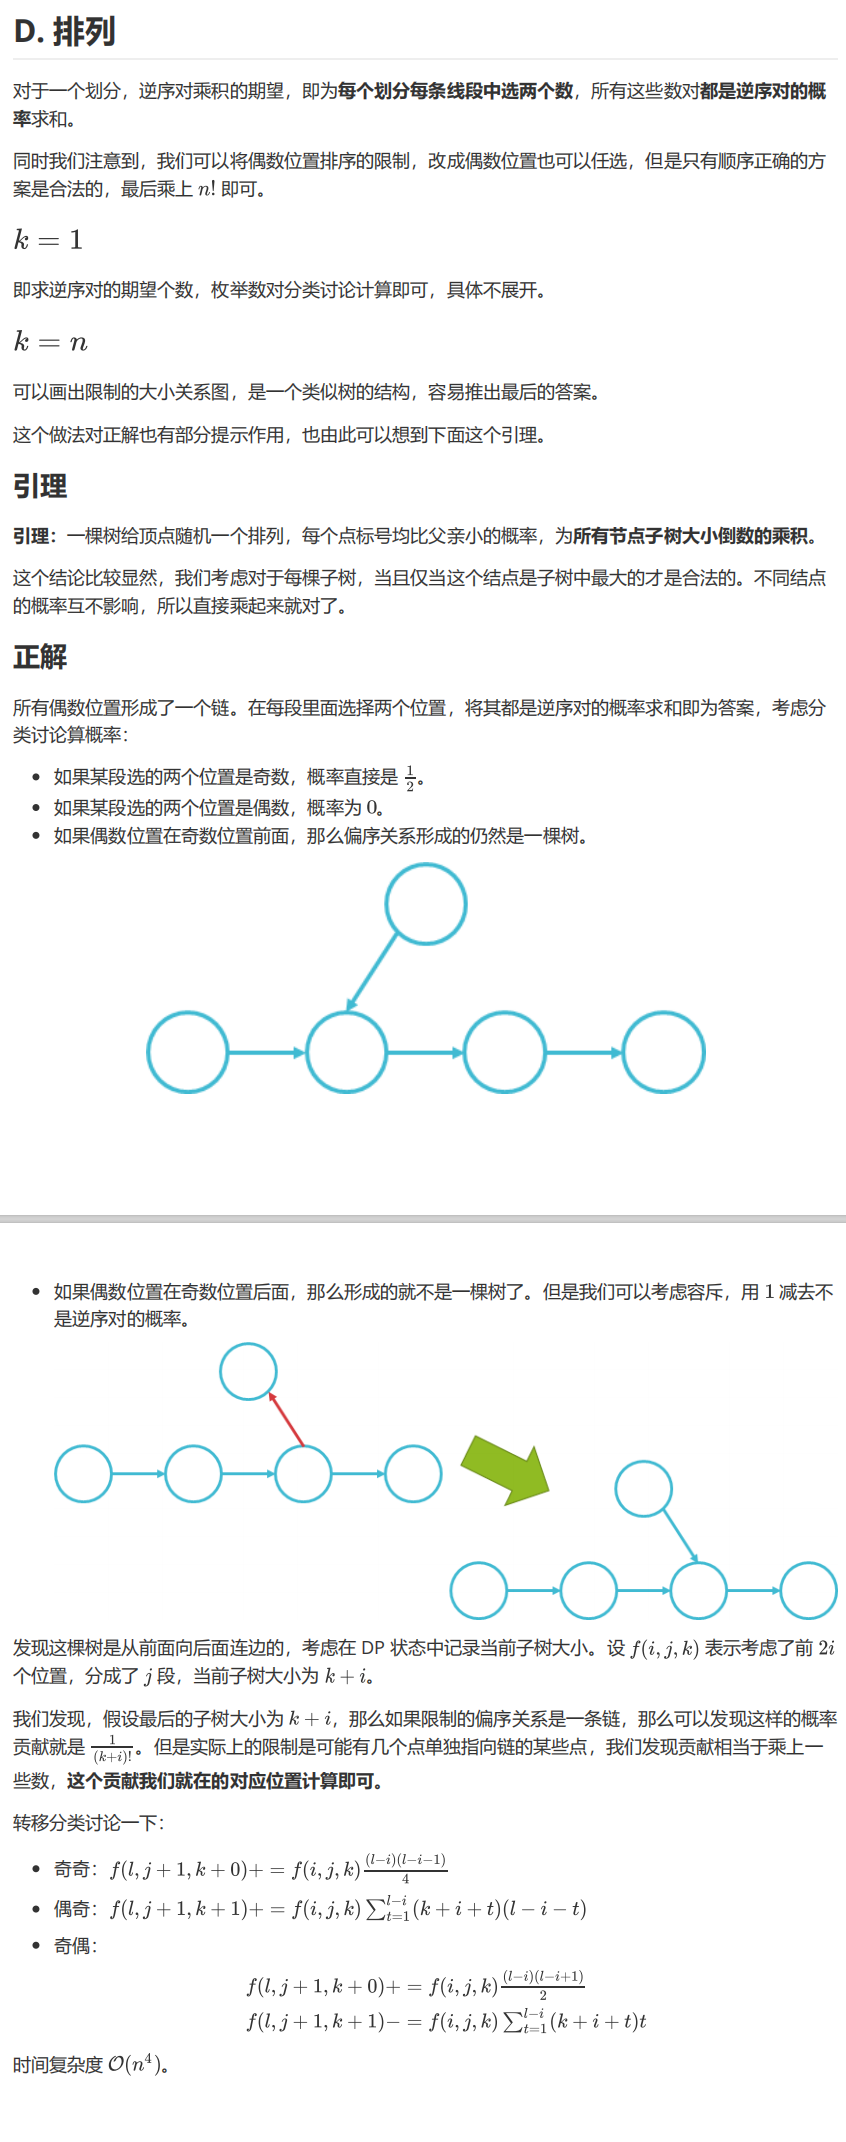 D. 排列
对于一个划分，逆序对乘积的期望，即为每个划分每条线段中选两个数，所有这些数对都是逆序对的概
率求和。
同时我们注意到，我们可以将偶数位置排序的限制，改成偶数位置也可以任选，但是只有顺序正确的方
案是合法的，最后乘上 n! 即可。
k = 1
即求逆序对的期望个数，枚举数对分类讨论计算即可，具体不展开。
k = n
可以画出限制的大小关系图，是一个类似树的结构，容易推出最后的答案。
这个做法对正解也有部分提示作用，也由此可以想到下面这个引理。
引理
引理：一棵树给顶点随机一个排列，每个点标号均比父亲小的概率，为所有节点子树大小倒数的乘积。
这个结论比较显然，我们考虑对于每棵子树，当且仅当这个结点是子树中最大的才是合法的。不同结点
的概率互不影响，所以直接乘起来就对了。
正解
所有偶数位置形成了一个链。在每段里面选择两个位置，将其都是逆序对的概率求和即为答案，考虑分
类讨论算概率：
• 如果某段选的两个位置是奇数，概率直接是 \frac{1}{2}。
• 如果某段选的两个位置是偶数，概率为 0。
• 如果偶数位置在奇数位置前面，那么偏序关系形成的仍然是一棵树。
• 如果偶数位置在奇数位置后面，那么形成的就不是一棵树了。但是我们可以考虑容斥，用 1 减去不
是逆序对的概率。
发现这棵树是从前面向后面连边的，考虑在 DP 状态中记录当前子树大小。设 f(i, j, k) 表示考虑了前 2i
个位置，分成了 j 段，当前子树大小为 k + i。
我们发现，假设最后的子树大小为 k + i，那么如果限制的偏序关系是一条链，那么可以发现这样的概率
贡献就是 \frac{1}{(k+i)!}。但是实际上的限制是可能有几个点单独指向链的某些点，我们发现贡献相当于乘上一
些数，这个贡献我们就在的对应位置计算即可。
转移分类讨论一下：
• 奇奇：f(l, j + 1, k + 0)+ = f(i, j, k)\frac{(l-i)(l-i-1)}{4}
• 偶奇：f(l, j + 1, k + 1)+ = f(i, j, k) \sum_{t=1}^{l-i}(k + i + t)(l - i - t)
• 奇偶：
f(l, j + 1, k + 0)+ = f(i, j, k)\frac{(l-i)(l-i+1)}{2}
f(l, j + 1, k + 1)- = f(i, j, k) \sum_{t=1}^{l-i}(k + i + t)t
时间复杂度 𝒪(n^4)。